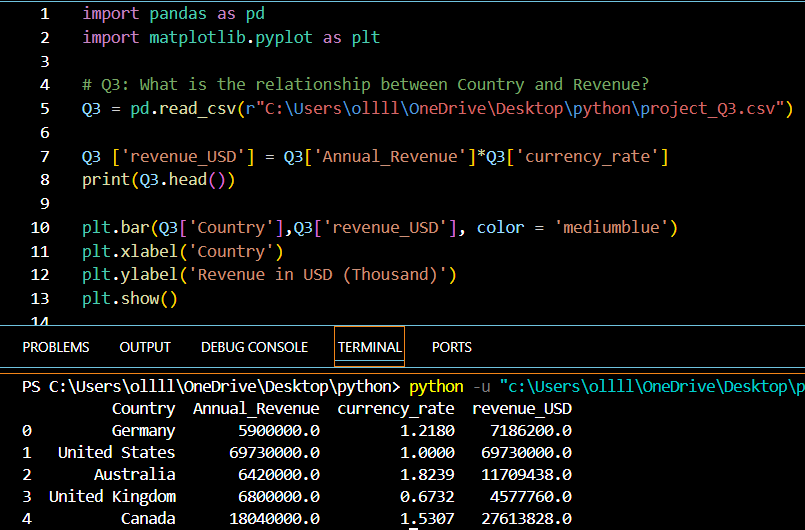 1 import pandas as pd
2 import matplotlib.pyplot as plt
3
4 # Q3: What is the relationship between Country and Revenue?
5 Q3 = pd.read_csv(r"C:\Users\ollll\OneDrive\Desktop\python\project_Q3.csv")
6
7 Q3 ['revenue_USD'] = Q3['Annual_Revenue']*Q3['currency_rate']
8 print(Q3.head())
9
10 plt.bar(Q3['Country'],Q3['revenue_USD'], color = 'mediumblue')
11 plt.xlabel('Country')
12 plt.ylabel('Revenue in USD (Thousand)')
13 plt.show()
14
PROBLEMS OUTPUT DEBUG CONSOLE TERMINAL PORTS
PS C:\Users\ollll\OneDrive\Desktop\python> python -u "c:\Users\ollll\OneDrive\Desktop\p
Country Annual_Revenue currency_rate revenue_USD
0 Germany 5900000.0 1.2180 7186200.0
1 United States 69730000.0 1.0000 69730000.0
2 Australia 6420000.0 1.8239 11709438.0
3 United Kingdom 6800000.0 0.6732 4577760.0
4 Canada 18040000.0 1.5307 27613828.0